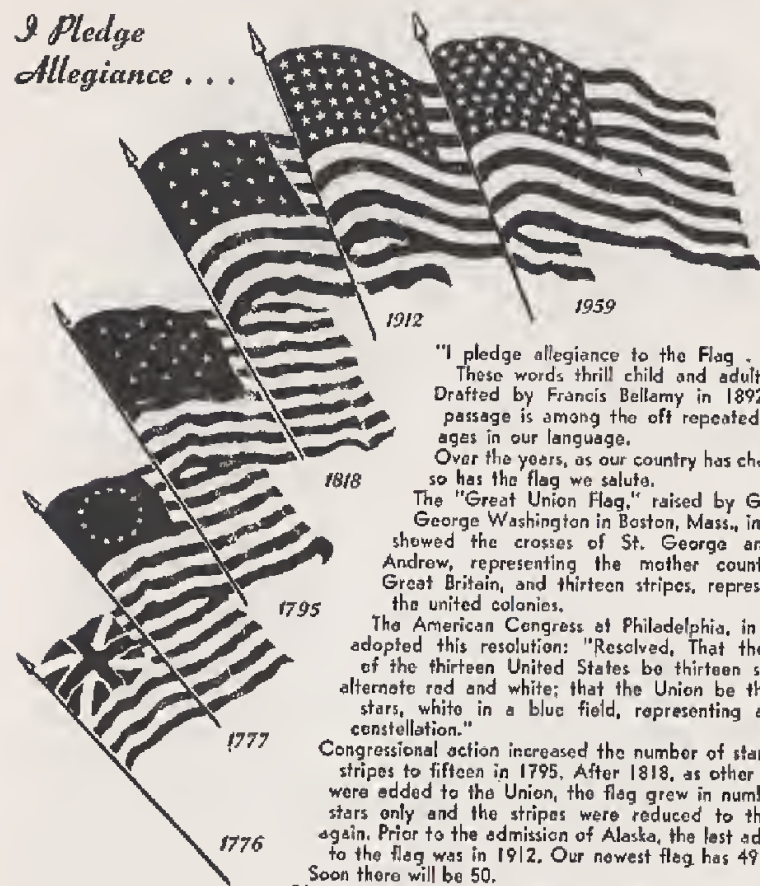 I Pledge
Allegiance . . .
1912
1959
1818
1795
1777
1776
"I pledge allegiance to the Flag .
These words thrill child and adult
Drafted by Francis Bellamy in 1892
passage is among the oft repeated
ages in our language.
Over the years, as our country has che
so has the flag we salute.
The "Great Union Flag," raised by G
George Washington in Boston, Mass., in
showed the crosses of St. George an
Andrew, representing the mother count
Great Britain, and thirteen stripes, repres
the united colonies.
The American Congress at Philadelphia, in
adopted this resolution: "Resolved, That the
of the thirteen United States be thirteen s
alternate red and white; that the Union be th
stars, white in a blue field, representing a
constellation."
Congressional action increased the number of star
stripes to fifteen in 1795. After 1818, as other
were added to the Union, the flag grew in numb
stars only and the stripes were reduced to th
again. Prior to the admission of Alaska, the last ad
to the flag was in 1912. Our newest flag has 49
Soon there will be 50.